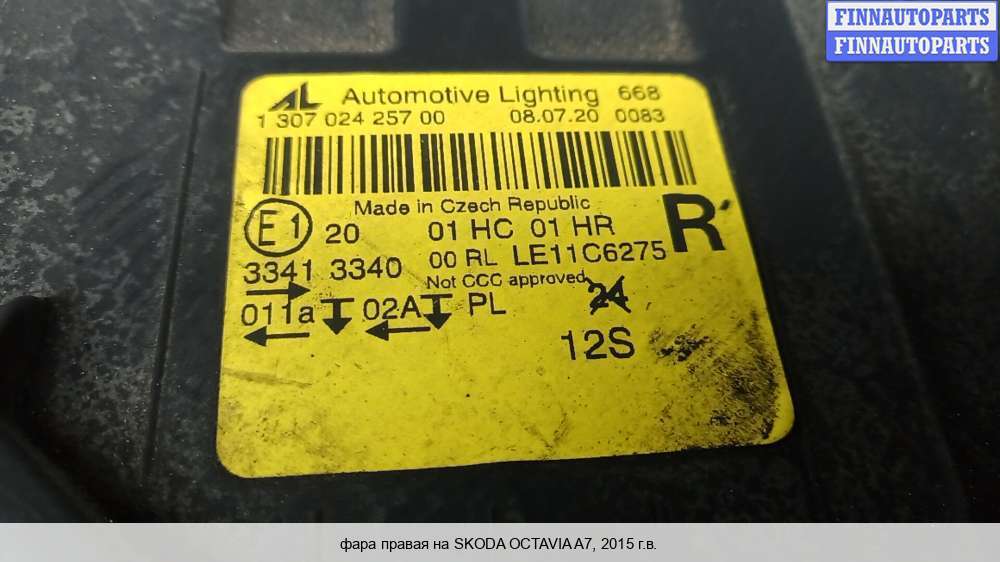 FINNAUTOPARTS
FINNAUTOPARTS
AL Automotive Lighting 668
1 307 024 257 00 08.07.20 0083
Made in Czech Republic
E1 20 01 HC 01 HR R
3341 3340 00 RL LE11C6275
Not CCC approved
011a 02A PL 24
12S
фара правая на SKODA OCTAVIA A7, 2015 г.в.